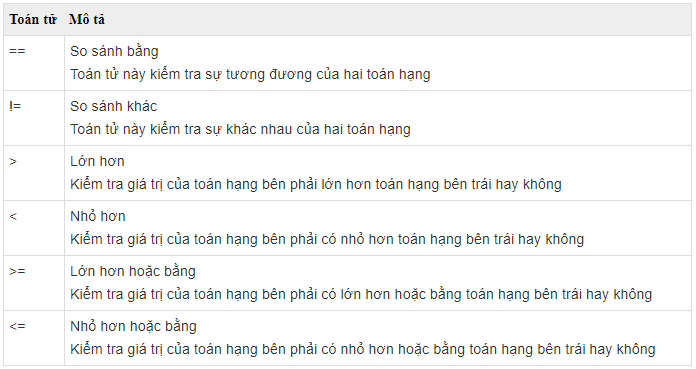 Toán tử Mô tả
== So sánh bằng
Toán tử này kiểm tra sự tương đương của hai toán hạng
!= So sánh khác
Toán tử này kiểm tra sự khác nhau của hai toán hạng
> Lớn hơn
Kiểm tra giá trị của toán hạng bên phải lớn hơn toán hạng bên trái hay không
< Nhỏ hơn
Kiểm tra giá trị của toán hạng bên phải có nhỏ hơn toán hạng bên trái hay không
>= Lớn hơn hoặc bằng
Kiểm tra giá trị của toán hạng bên phải có lớn hơn hoặc bằng toán hạng bên trái hay không
<= Nhỏ hơn hoặc bằng
Kiểm tra giá trị của toán hạng bên phải có nhỏ hơn hoặc bằng toán hạng bên trái hay không